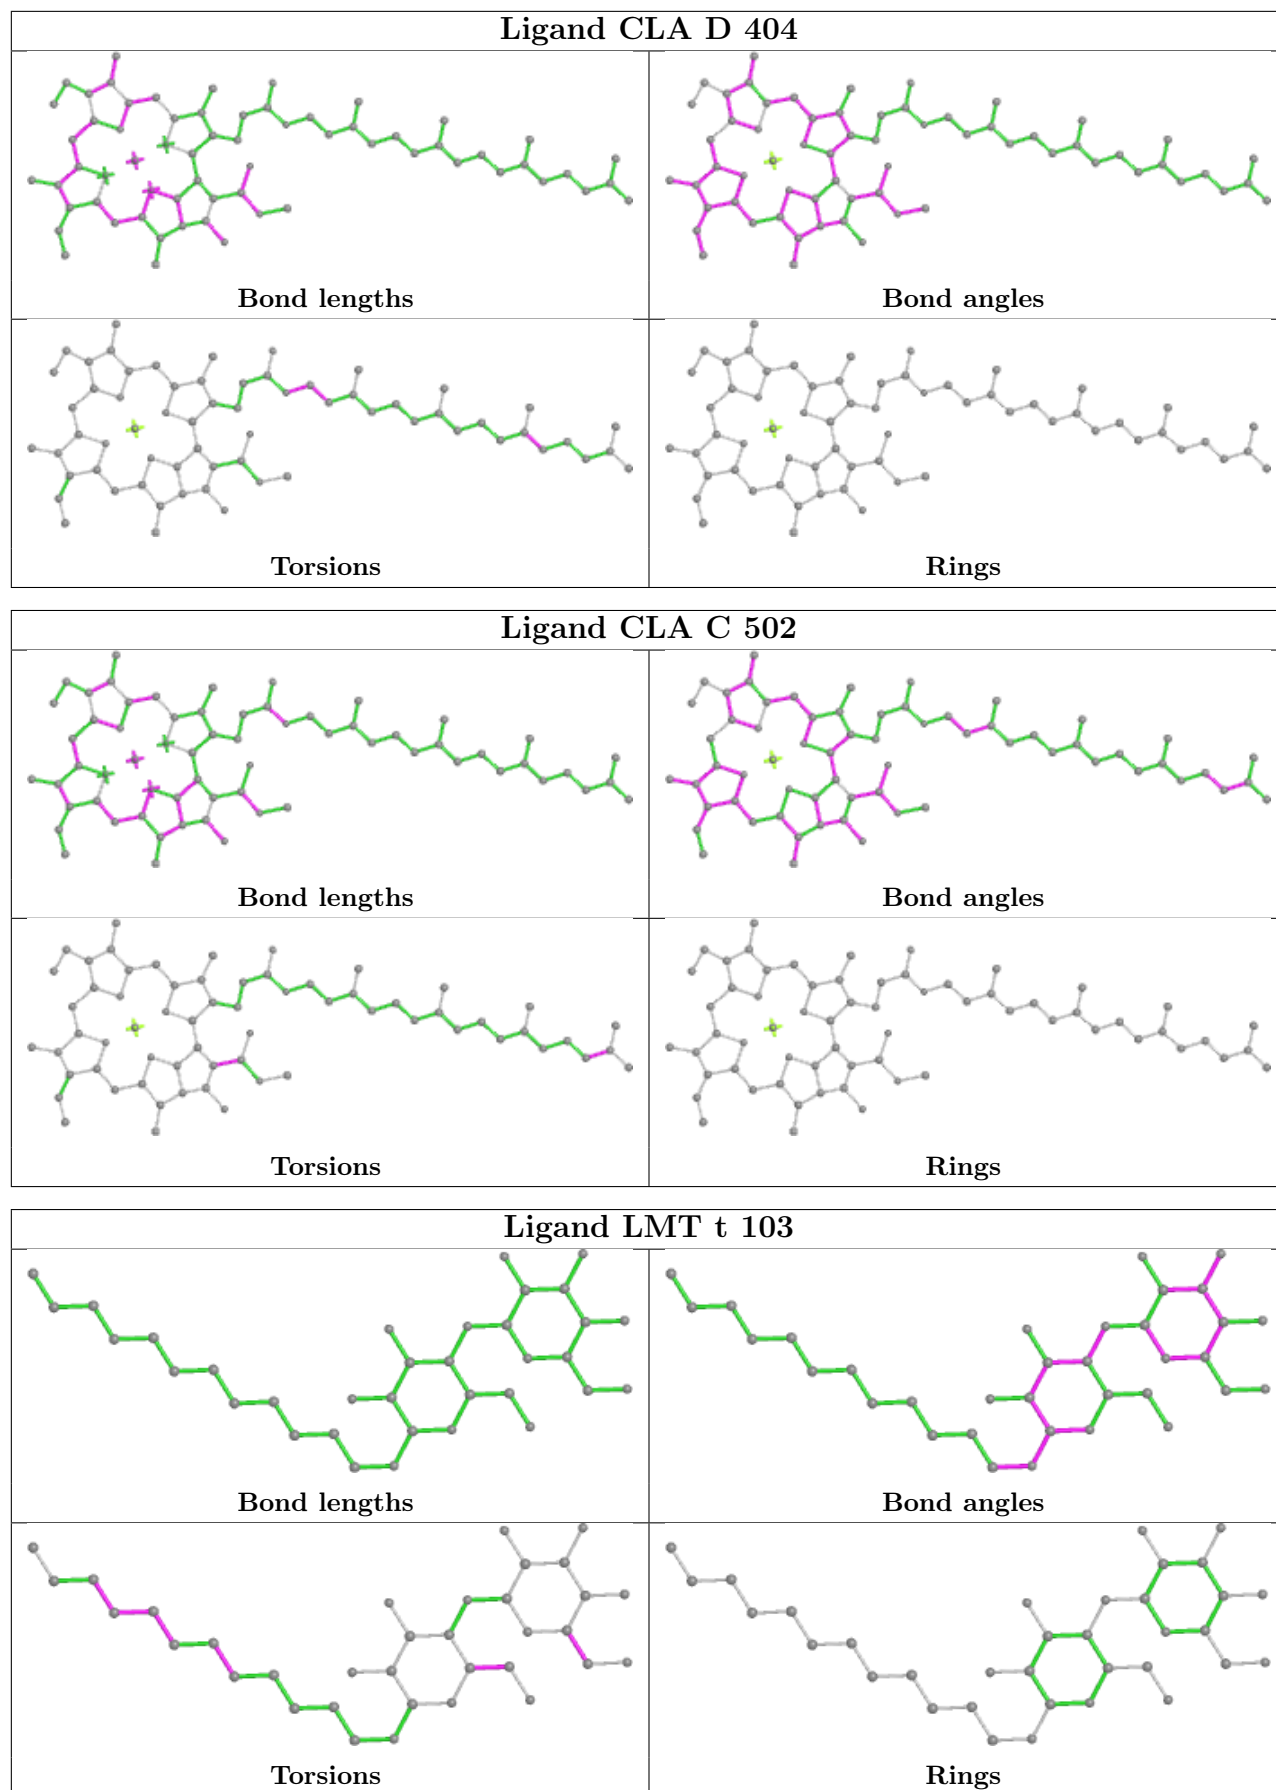 Ligand CLA D 404
Bond lengths
Bond angles
Torsions
Rings
Ligand CLA C 502
Bond lengths
Bond angles
Torsions
Rings
Ligand LMT t 103
Bond lengths
Bond angles
Torsions
Rings